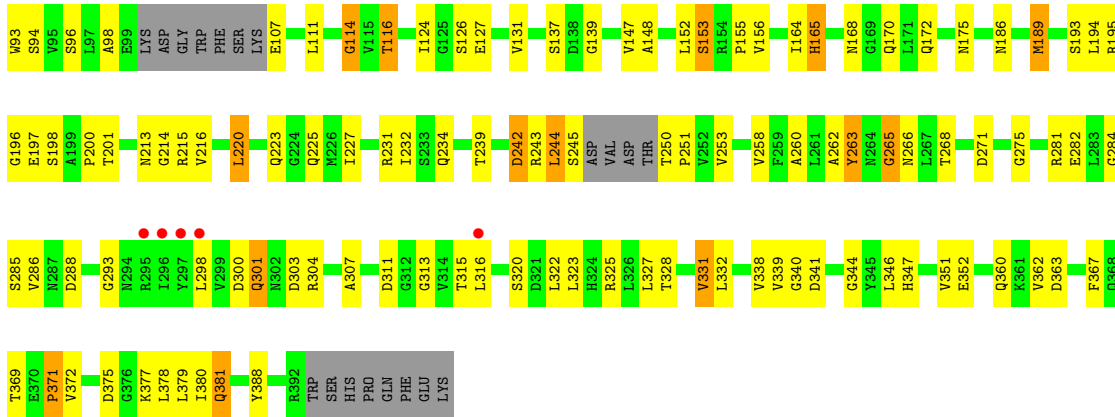 W93 S94 V95 S96 L97 A98 E99 LYS ASP GLY TRP PHE SER LYS E107 L111 G114 V115 T116 I124 G125 S126 E127 V131 S137 D138 G139 V147 A148 L152 S153 R154 P155 V156 I164 H165 N168 G169 Q170 L171 Q172 N175 N186 M189 S193 L194 R195
G196 E197 S198 A199 P200 T201 N213 G214 R215 V216 L220 Q223 G224 Q225 M226 I227 R231 I232 S233 Q234 T239 D242 R243 L244 S245 ASP VAL ASP THR T250 P251 V252 V253 V258 F259 A260 L261 A262 Y263 N264 G265 N266 L267 T268 D271 G275 R281 E282 L283 G284
S285 V286 N287 D288 G293 N294 R295 I296 Y297 L298 V299 D300 Q301 N302 D303 R304 A307 D311 G312 G313 V314 T315 L316 S320 D321 L322 L323 H324 R325 L326 L327 T328 V331 L332 V338 V339 G340 D341 G344 Y345 L346 H347 V351 E352 Q360 K361 V362 D363 F367 Q368
T369 E370 P371 V372 D375 G376 K377 L378 L379 I380 Q381 Y388 R392 TRP SER HIS PRO GLN PHE GLU LYS